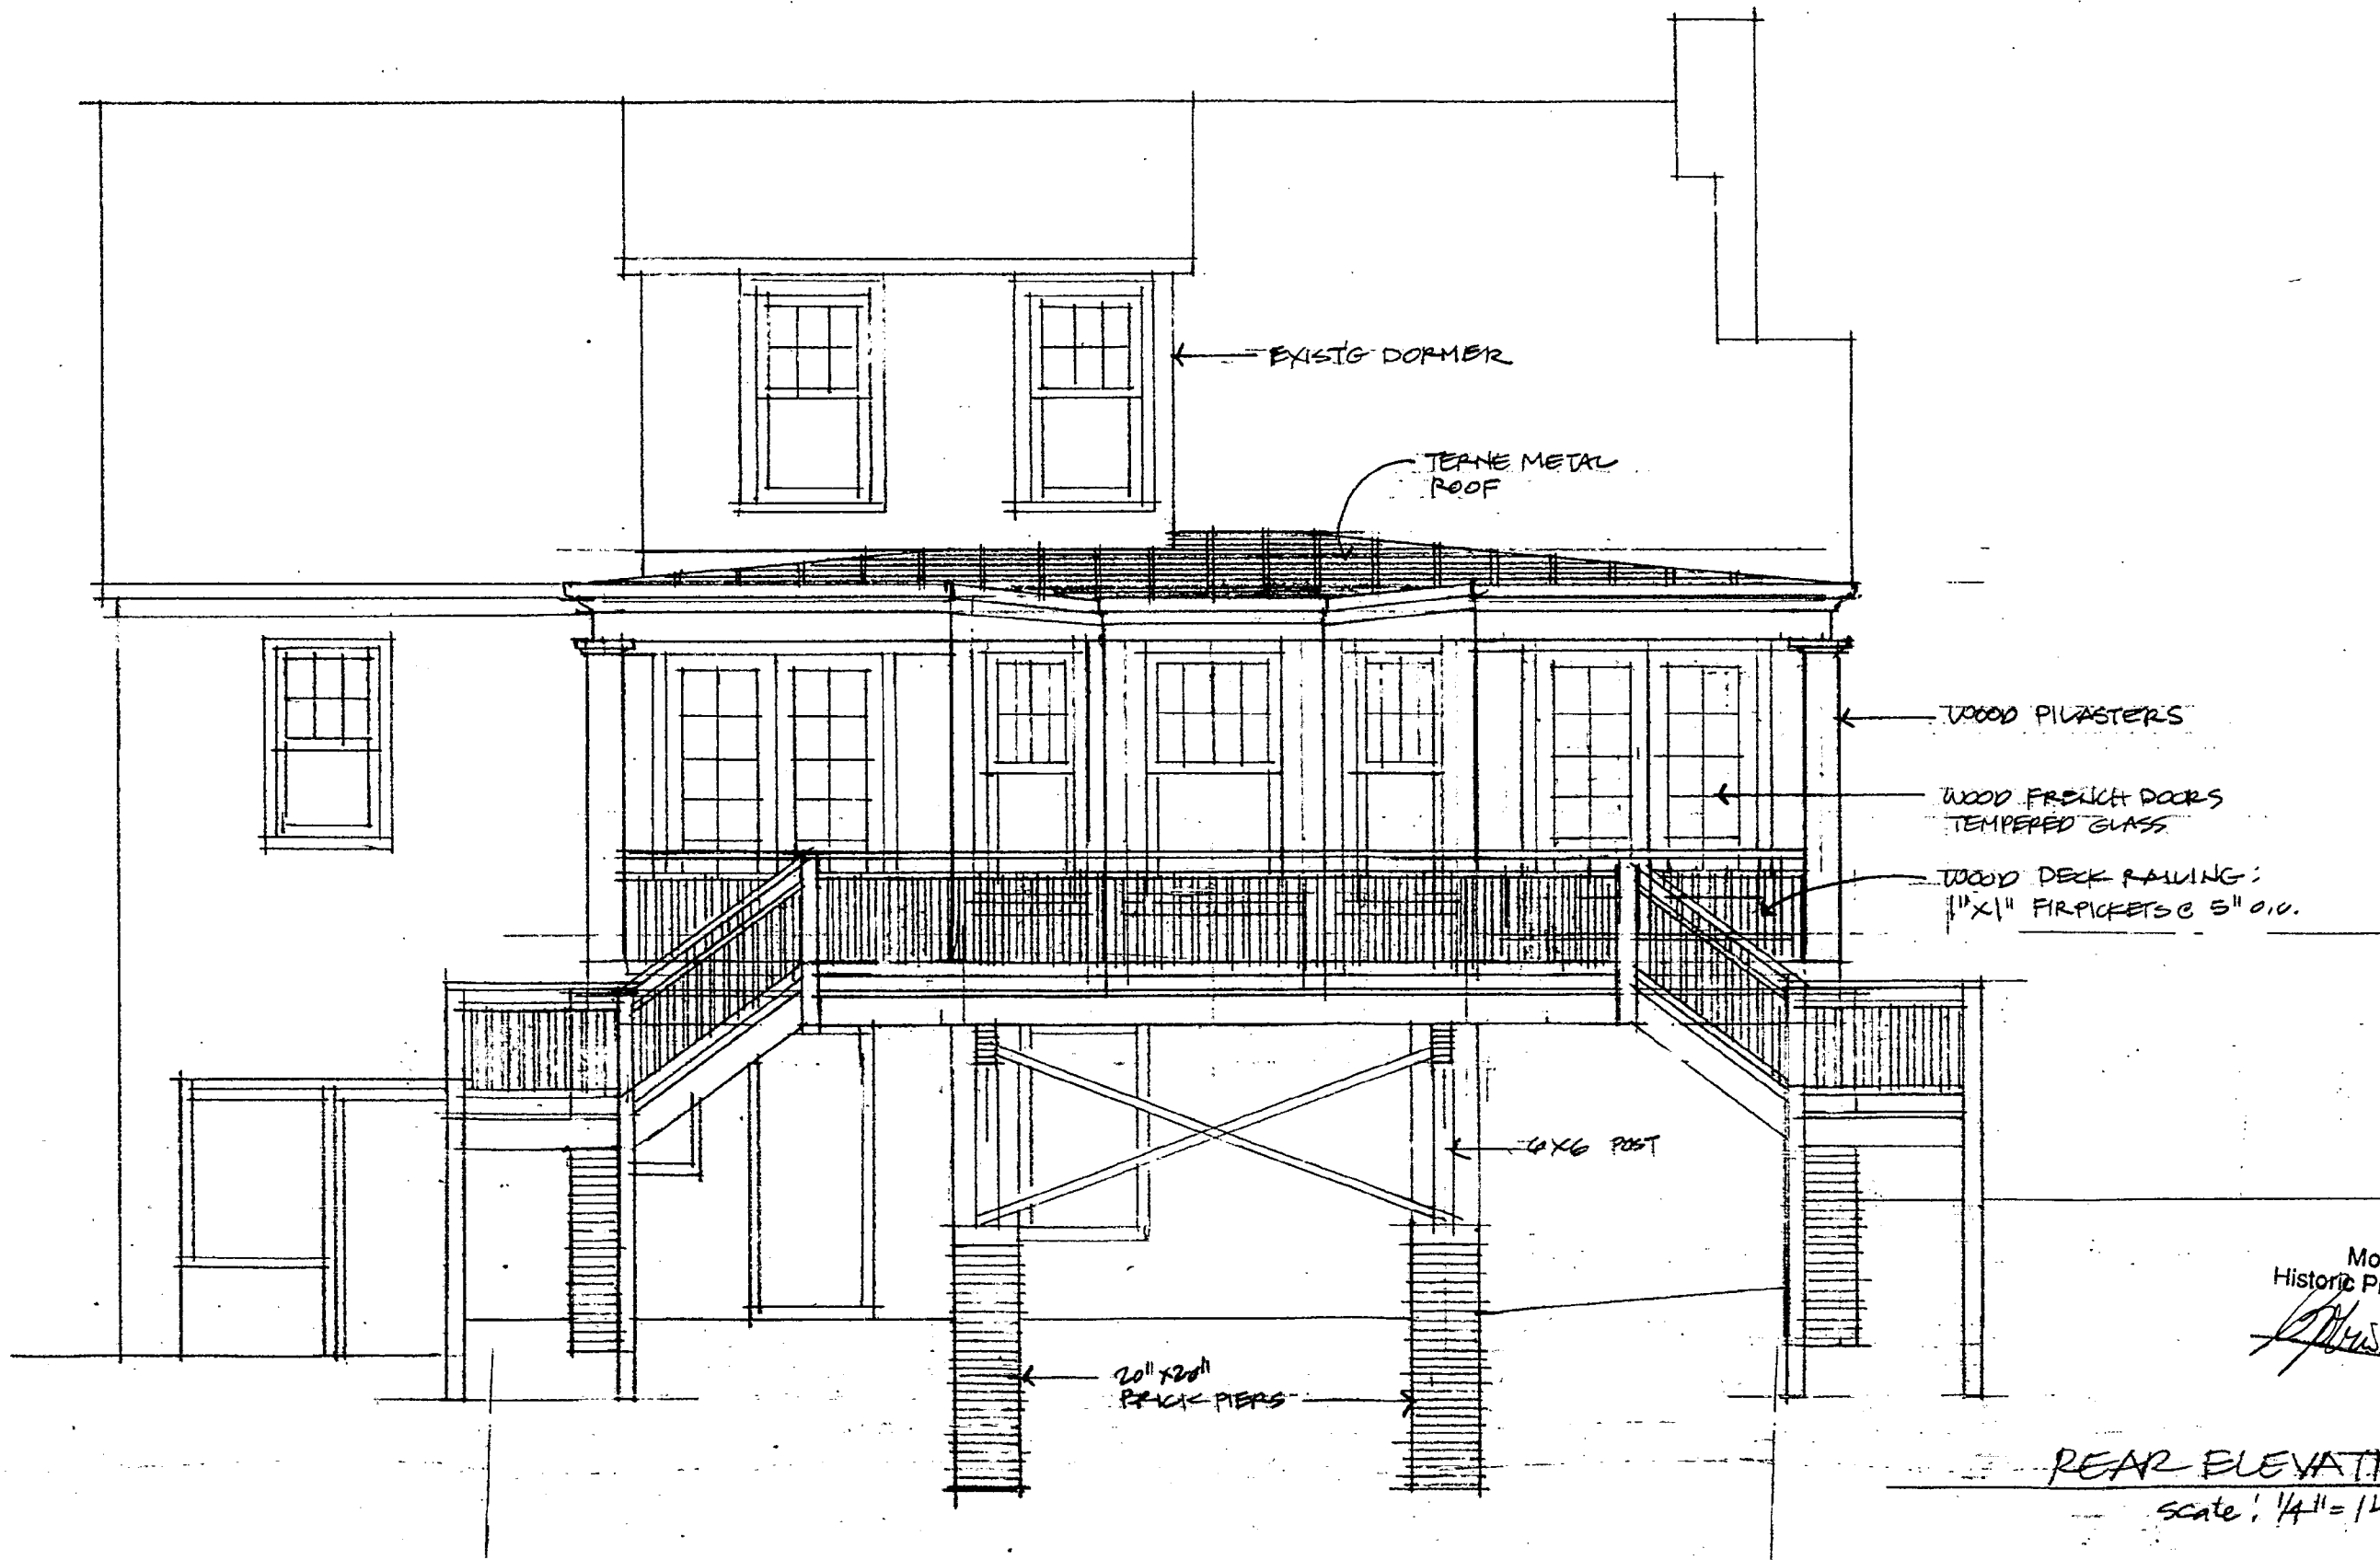 EXIST'G DORMER
TERNE METAL
ROOF
WOOD PILASTERS
WOOD FRENCH DOORS
TEMPERED GLASS
WOOD DECK RAILING:
1"X1" FIR PICKETS @ 5" O.C.
6X6 POST
20"X20"
BRICK PIERS
Mo
Historic P
REAR ELEVATI
scale: 1/4"=1'